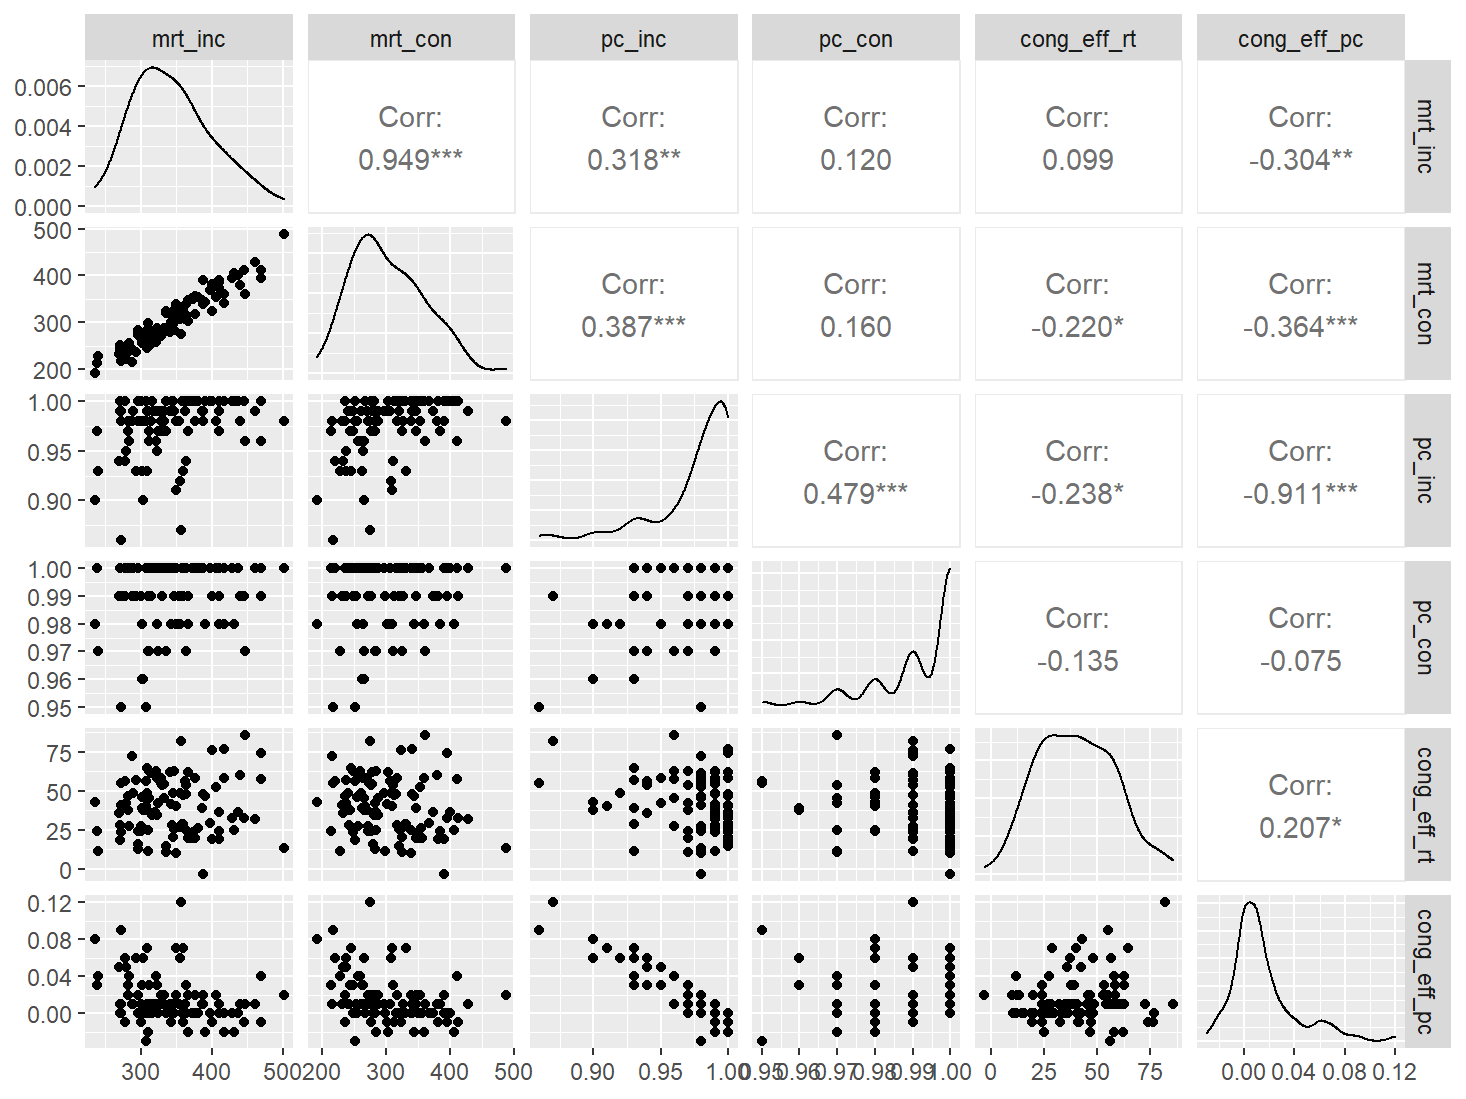 mrt_inc mrt_con pc_inc pc_con cong_eff_rt cong_eff_pc
0.006
0.004
0.002
0.000
Corr:
0.949***
Corr:
0.318**
Corr:
0.120
Corr:
0.099
Corr:
-0.304**
mrt_inc
500
400
300
200
Corr:
0.387***
Corr:
0.160
Corr:
-0.220*
Corr:
-0.364***
mrt_con
1.00
0.95
0.90
Corr:
0.479***
Corr:
-0.238*
Corr:
-0.911***
pc_inc
1.00
0.99
0.98
0.97
0.96
0.95
Corr:
-0.135
Corr:
-0.075
pc_con
75
50
25
0
Corr:
0.207*
cong_eff_rt
0.12
0.08
0.04
0.00
cong_eff_pc
300 400 500 200 300 400 500 0.90 0.95 1.00 0.95 0.96 0.97 0.98 0.99 1.00 0 25 50 75 0.00 0.04 0.08 0.12